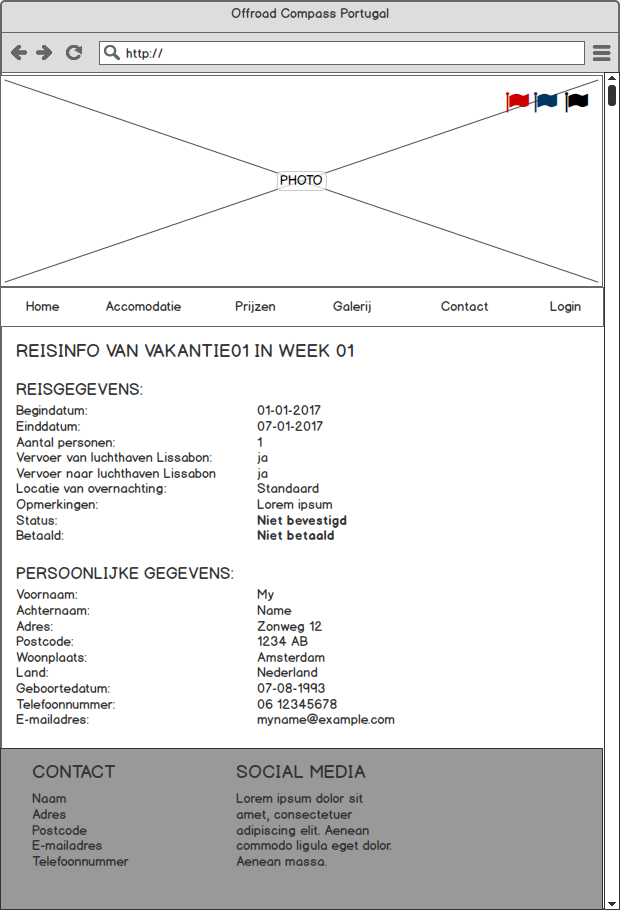 Offroad Compass Portugal
http://
PHOTO
Home Accomodatie Prijzen Galerij Contact Login
REISINFO VAN VAKANTIE01 IN WEEK 01
REISGEGEVENS:
Begindatum: 01-01-2017
Einddatum: 07-01-2017
Aantal personen: 1
Vervoer van luchthaven Lissabon: ja
Vervoer naar luchthaven Lissabon ja
Locatie van overnachting: Standaard
Opmerkingen: Lorem ipsum
Status: Niet bevestigd
Betaald: Niet betaald
PERSOONLIJKE GEGEVENS:
Voornaam: My
Achternaam: Name
Adres: Zonweg 12
Postcode: 1234 AB
Woonplaats: Amsterdam
Land: Nederland
Geboortedatum: 07-08-1993
Telefoonnummer: 06 12345678
E-mailadres: myname@example.com
CONTACT
Naam
Adres
Postcode
E-mailadres
Telefoonnummer
SOCIAL MEDIA
Lorem ipsum dolor sit
amet, consectetuer
adipiscing elit. Aenean
commodo ligula eget dolor.
Aenean massa.